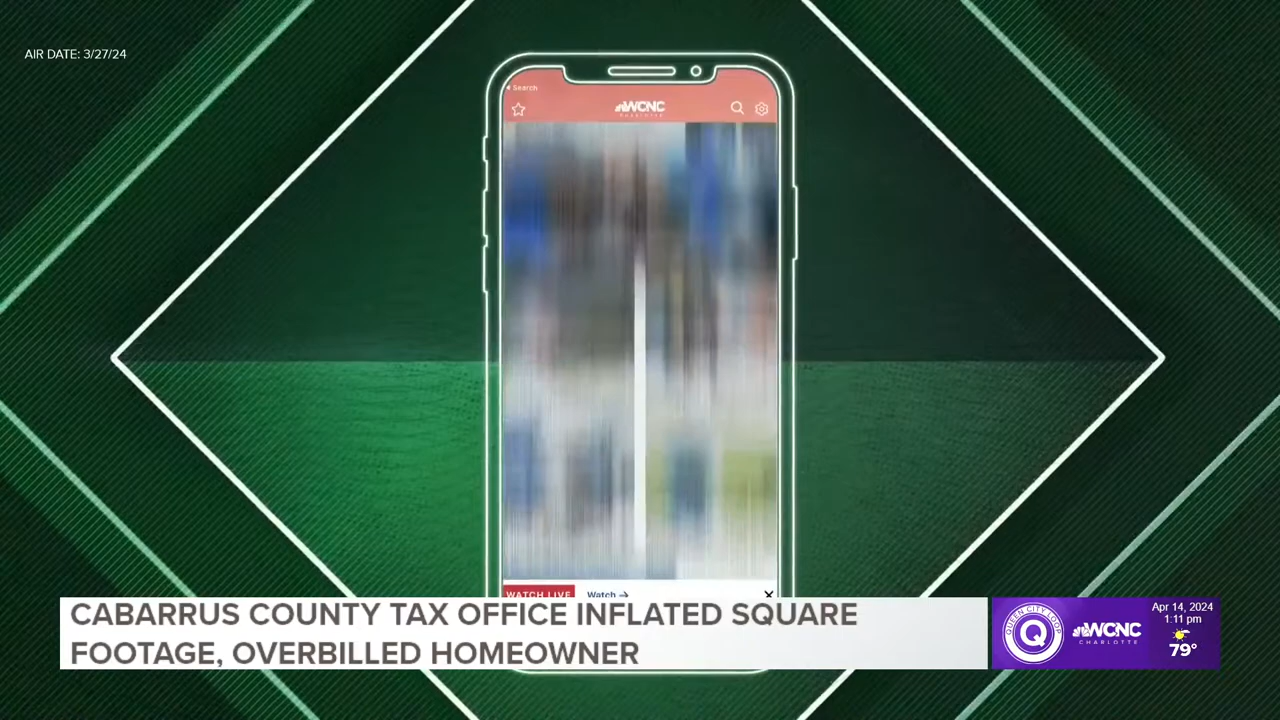 AIR DATE: 3/27/24
Search
WCNC
CHARLOTTE
WATCH LIVE
Watch →
CABARRUS COUNTY TAX OFFICE INFLATED SQUARE
FOOTAGE, OVERBILLED HOMEOWNER
QUEEN CITY LOOP
Q
WCNC
CHARLOTTE
Apr 14, 2024
1:11 pm
79°